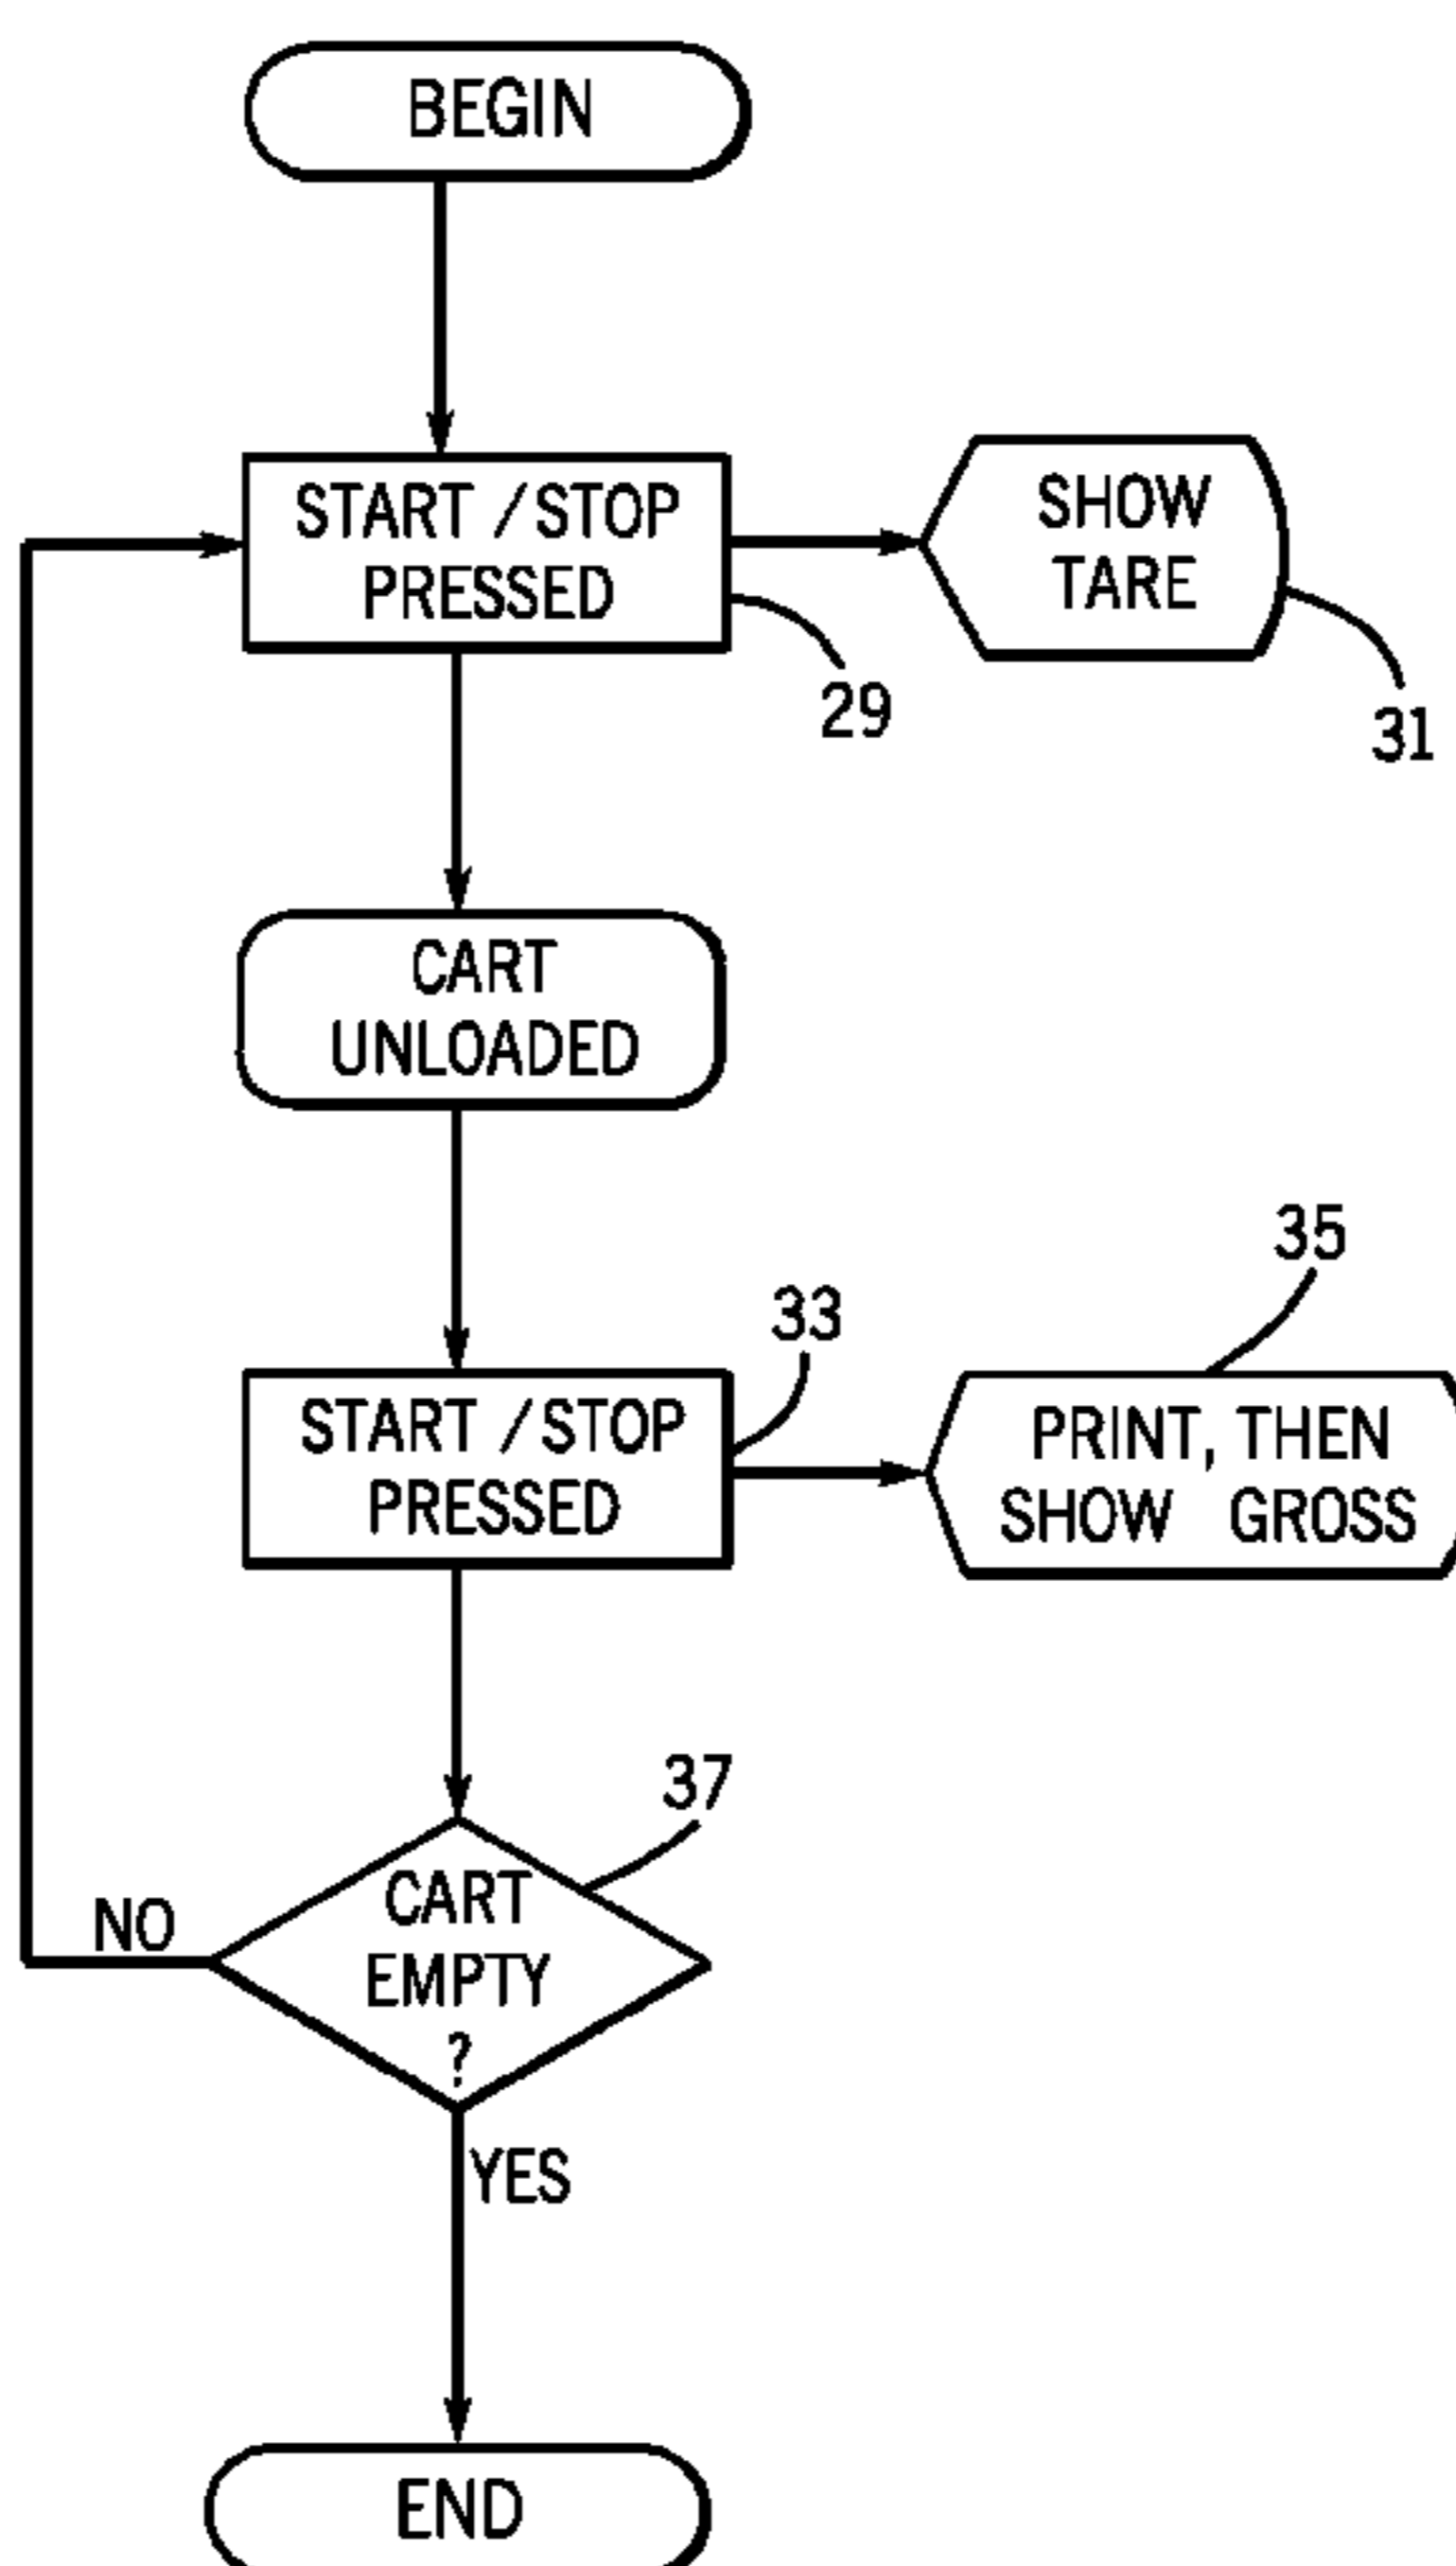 BEGIN
START / STOP
PRESSED
29
SHOW
TARE
31
CART
UNLOADED
START / STOP
PRESSED
33
35
PRINT, THEN
SHOW GROSS
37
CART
EMPTY
?
NO
YES
END